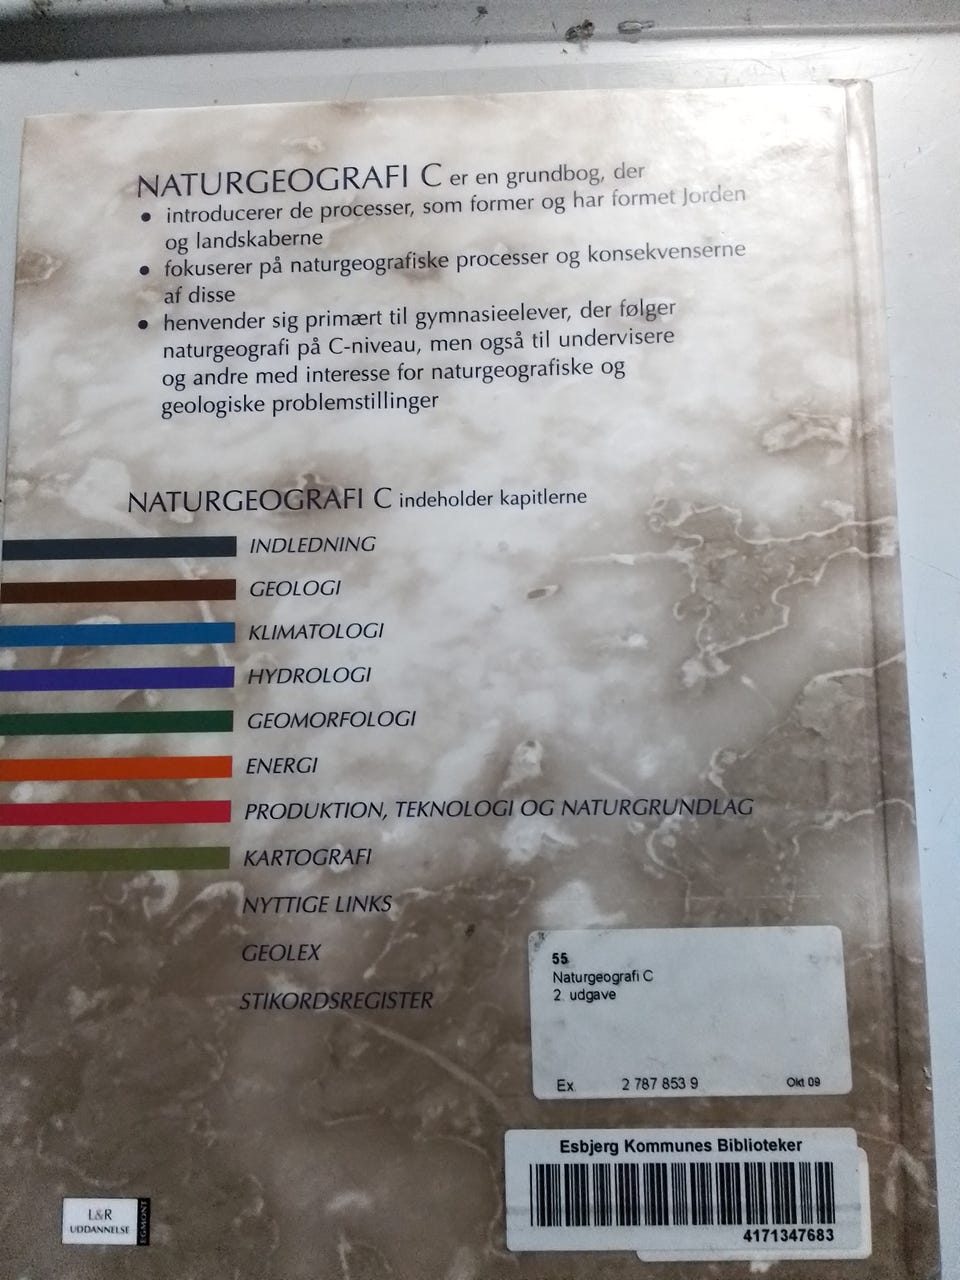 NATURGEOGRAFI C er en grundbog, der
• introducerer de processer, som former og har formet Jorden
og landskaberne
• fokuserer på naturgeografiske processer og konsekvenserne
af disse
• henvender sig primært til gymnasieelever, der følger
naturgeografi på C-niveau, men også til undervisere
og andre med interesse for naturgeografiske og
geologiske problemstillinger
NATURGEOGRAFI C indeholder kapitlerne
INDLEDNING
GEOLOGI
KLIMATOLOGI
HYDROLOGI
GEOMORFOLOGI
ENERGI
PRODUKTION, TEKNOLOGI OG NATURGRUNDLAG
KARTOGRAFI
NYTTIGE LINKS
GEOLEX
STIKORDSREGISTER
55
Naturgeografi C
2. udgave
Ex 2 787 853 9 Okt 09
Esbjerg Kommunes Biblioteker
4171347683
L&R
UDDANNELSE
EGMONT